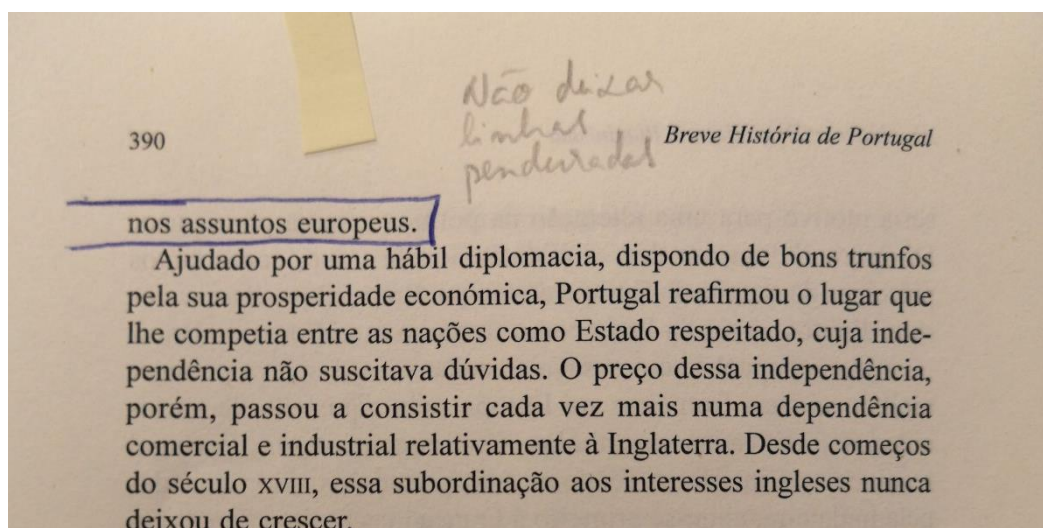 Não deixar
linhas
penduradas
390 Breve História de Portugal
nos assuntos europeus.
Ajudado por uma hábil diplomacia, dispondo de bons trunfos
pela sua prosperidade económica, Portugal reafirmou o lugar que
lhe competia entre as nações como Estado respeitado, cuja inde-
pendência não suscitava dúvidas. O preço dessa independência,
porém, passou a consistir cada vez mais numa dependência
comercial e industrial relativamente à Inglaterra. Desde começos
do século XVIII, essa subordinação aos interesses ingleses nunca
deixou de crescer.